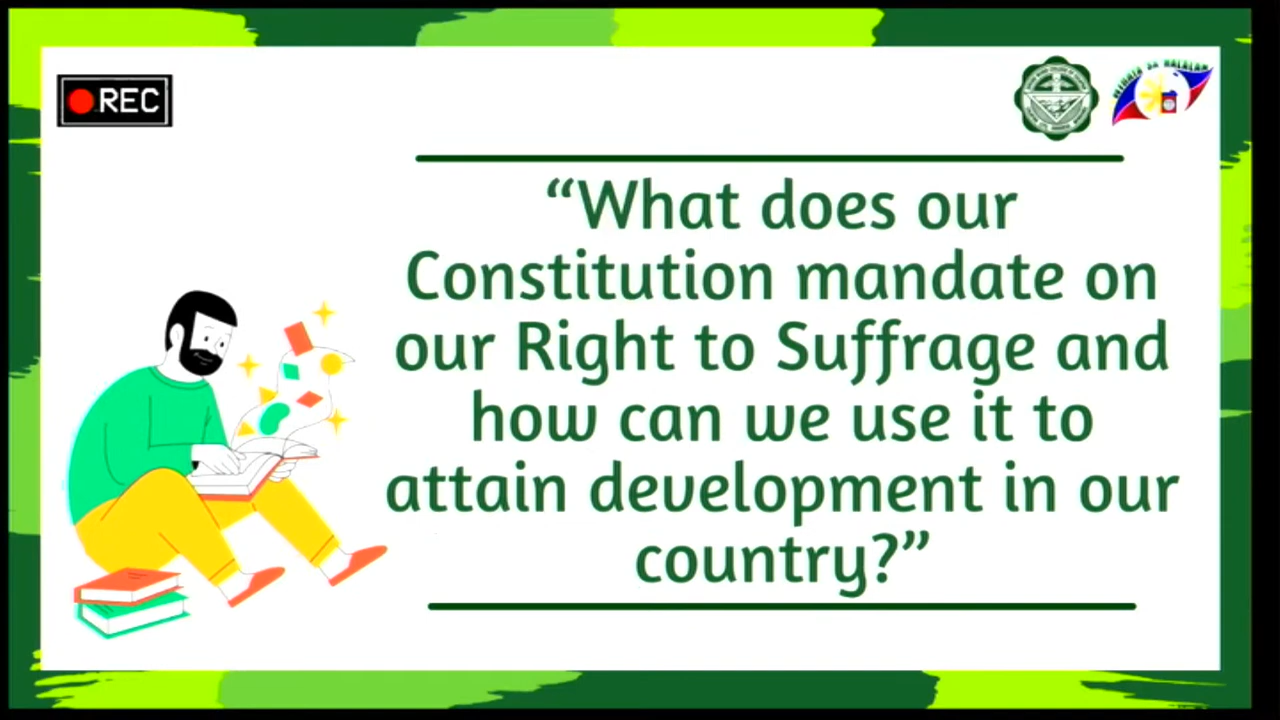 REC
“What does our
Constitution mandate on
our Right to Suffrage and
how can we use it to
attain development in our
country?”